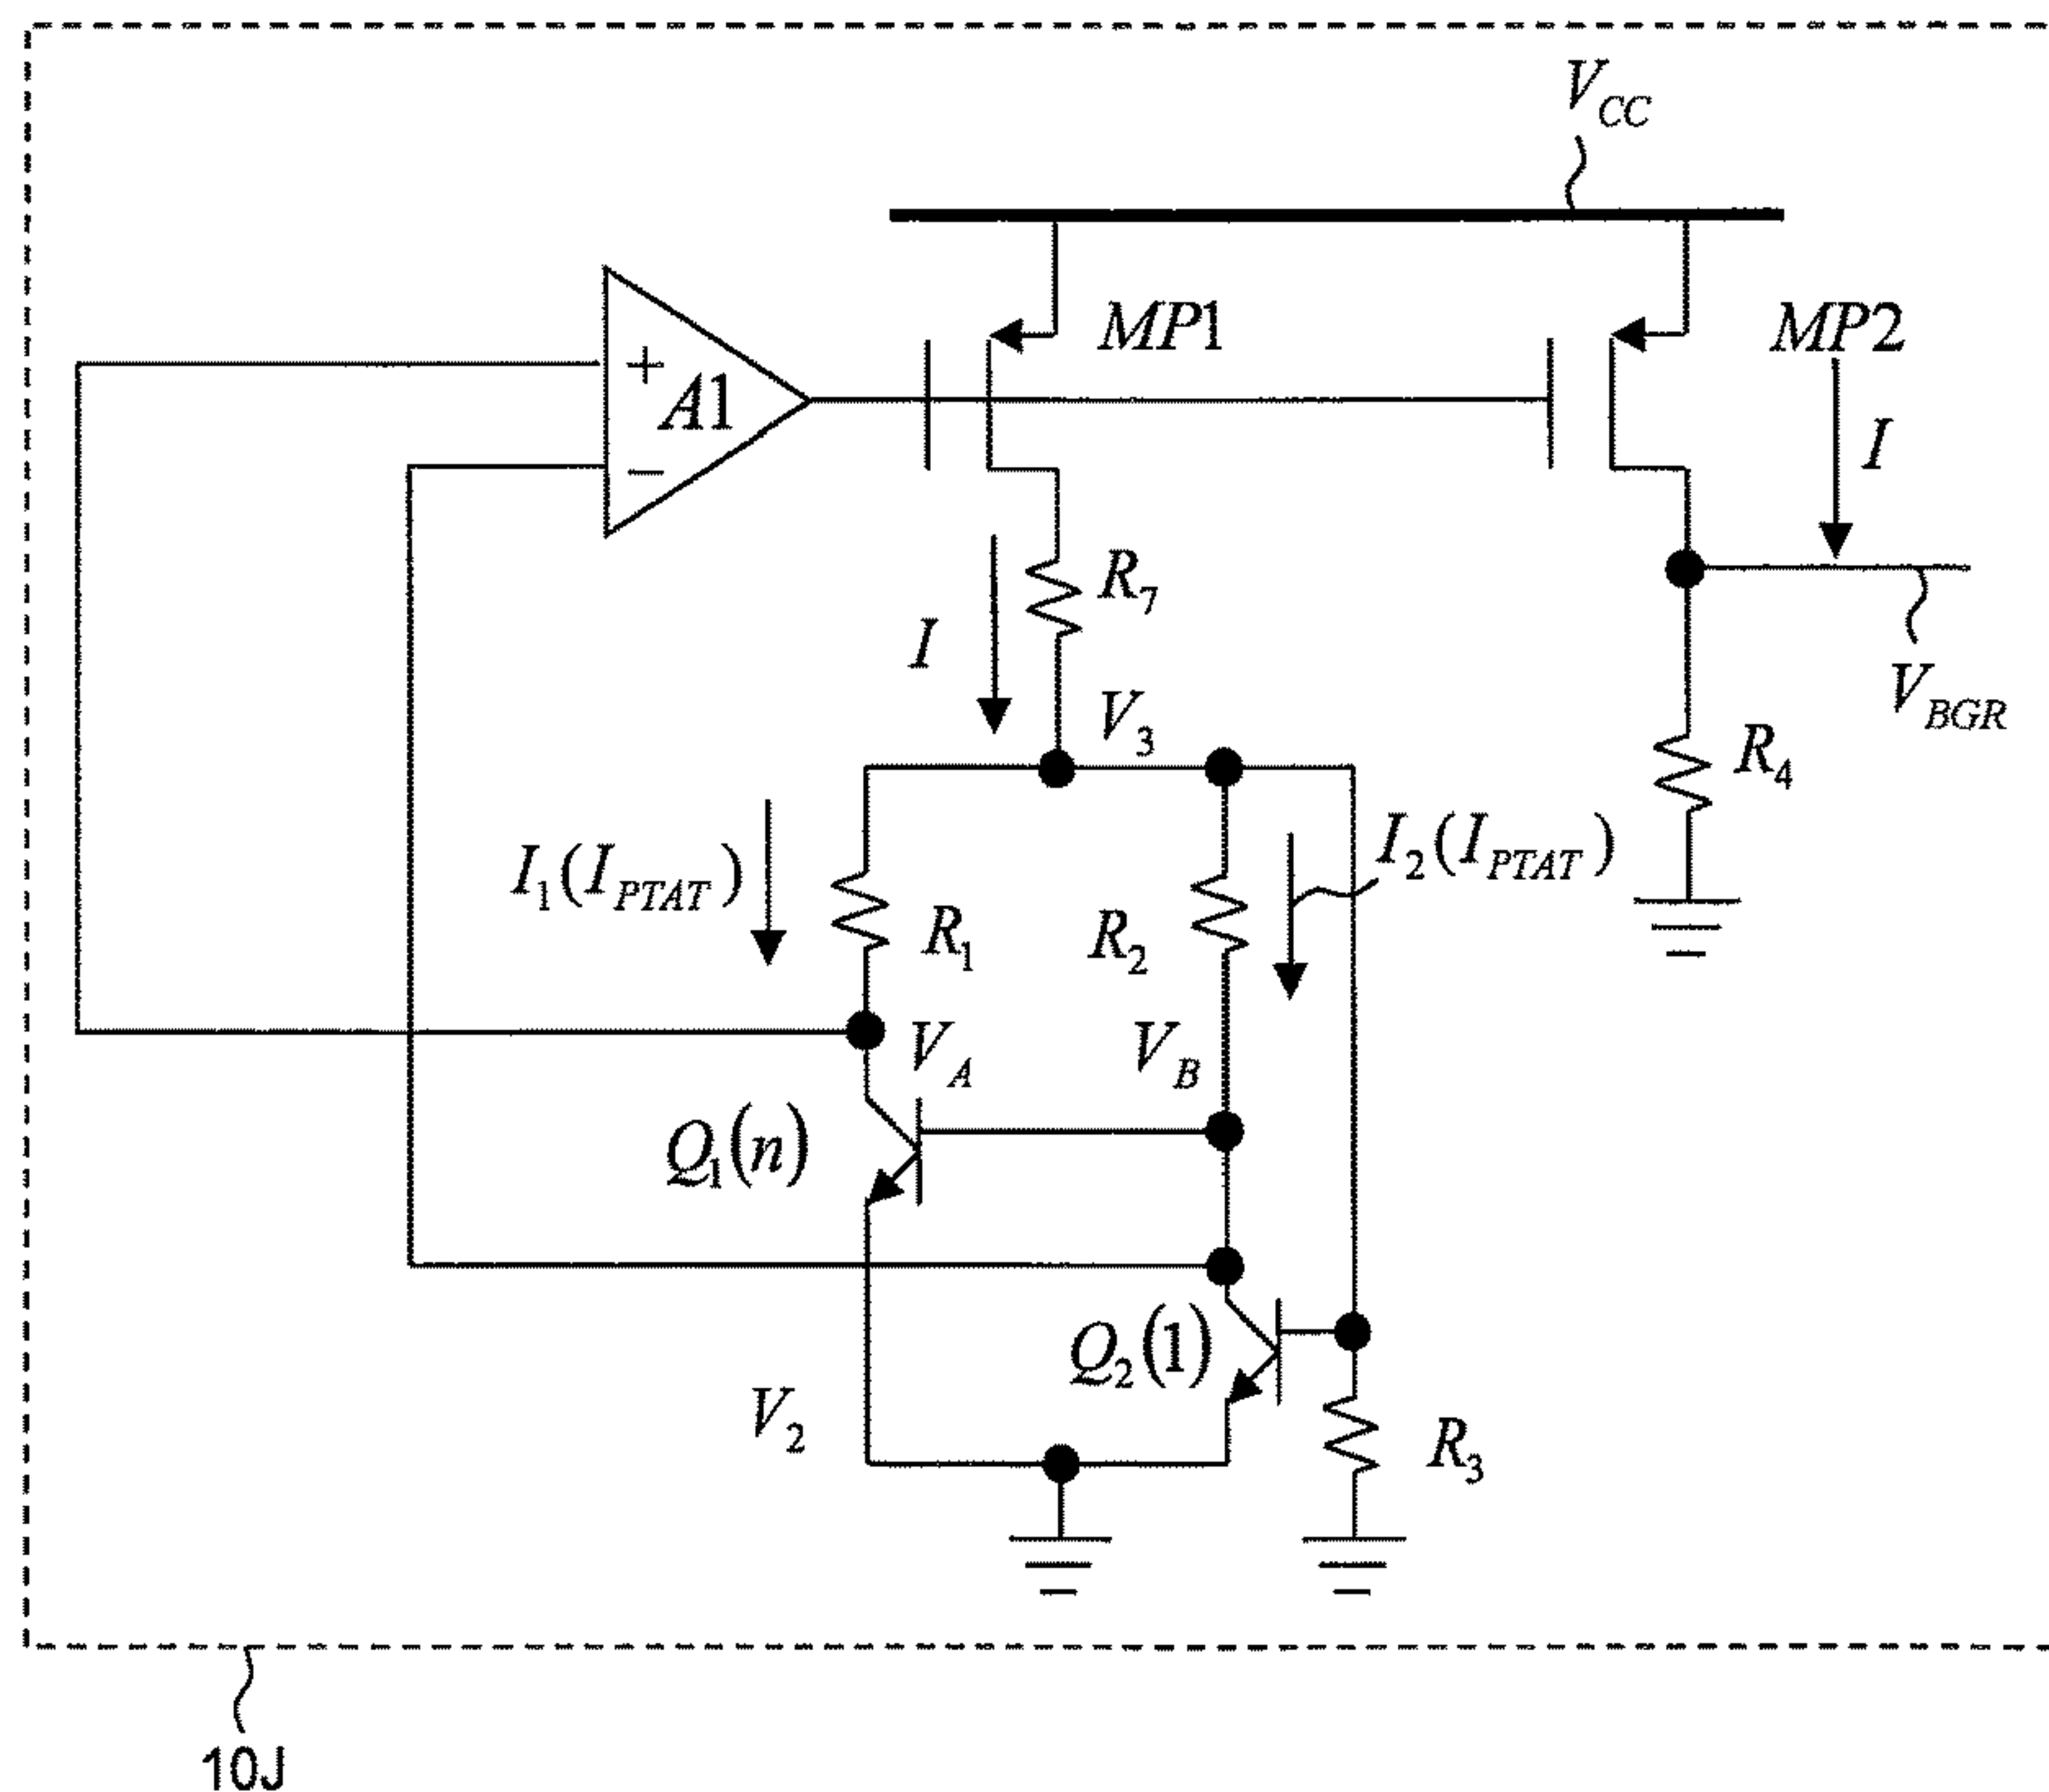 V_CC
+
A1
−
MP1
MP2
I
R_7
I
V_3
V_BGR
R_4
I_1(I_PTAT)
R_1
R_2
I_2(I_PTAT)
V_A
V_B
Q_1(n)
Q_2(1)
V_2
R_3
10J